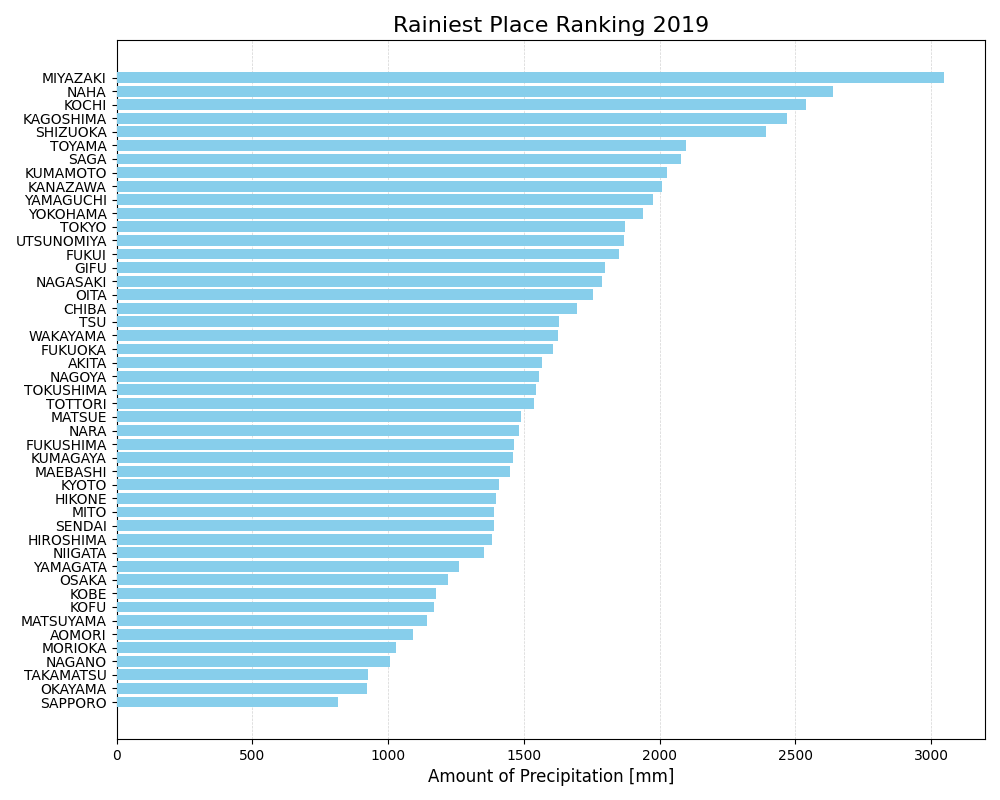 Rainiest Place Ranking 2019
MIYAZAKI
NAHA
KOCHI
KAGOSHIMA
SHIZUOKA
TOYAMA
SAGA
KUMAMOTO
KANAZAWA
YAMAGUCHI
YOKOHAMA
TOKYO
UTSUNOMIYA
FUKUI
GIFU
NAGASAKI
OITA
CHIBA
TSU
WAKAYAMA
FUKUOKA
AKITA
NAGOYA
TOKUSHIMA
TOTTORI
MATSUE
NARA
FUKUSHIMA
KUMAGAYA
MAEBASHI
KYOTO
HIKONE
MITO
SENDAI
HIROSHIMA
NIIGATA
YAMAGATA
OSAKA
KOBE
KOFU
MATSUYAMA
AOMORI
MORIOKA
NAGANO
TAKAMATSU
OKAYAMA
SAPPORO
0 500 1000 1500 2000 2500 3000
Amount of Precipitation [mm]